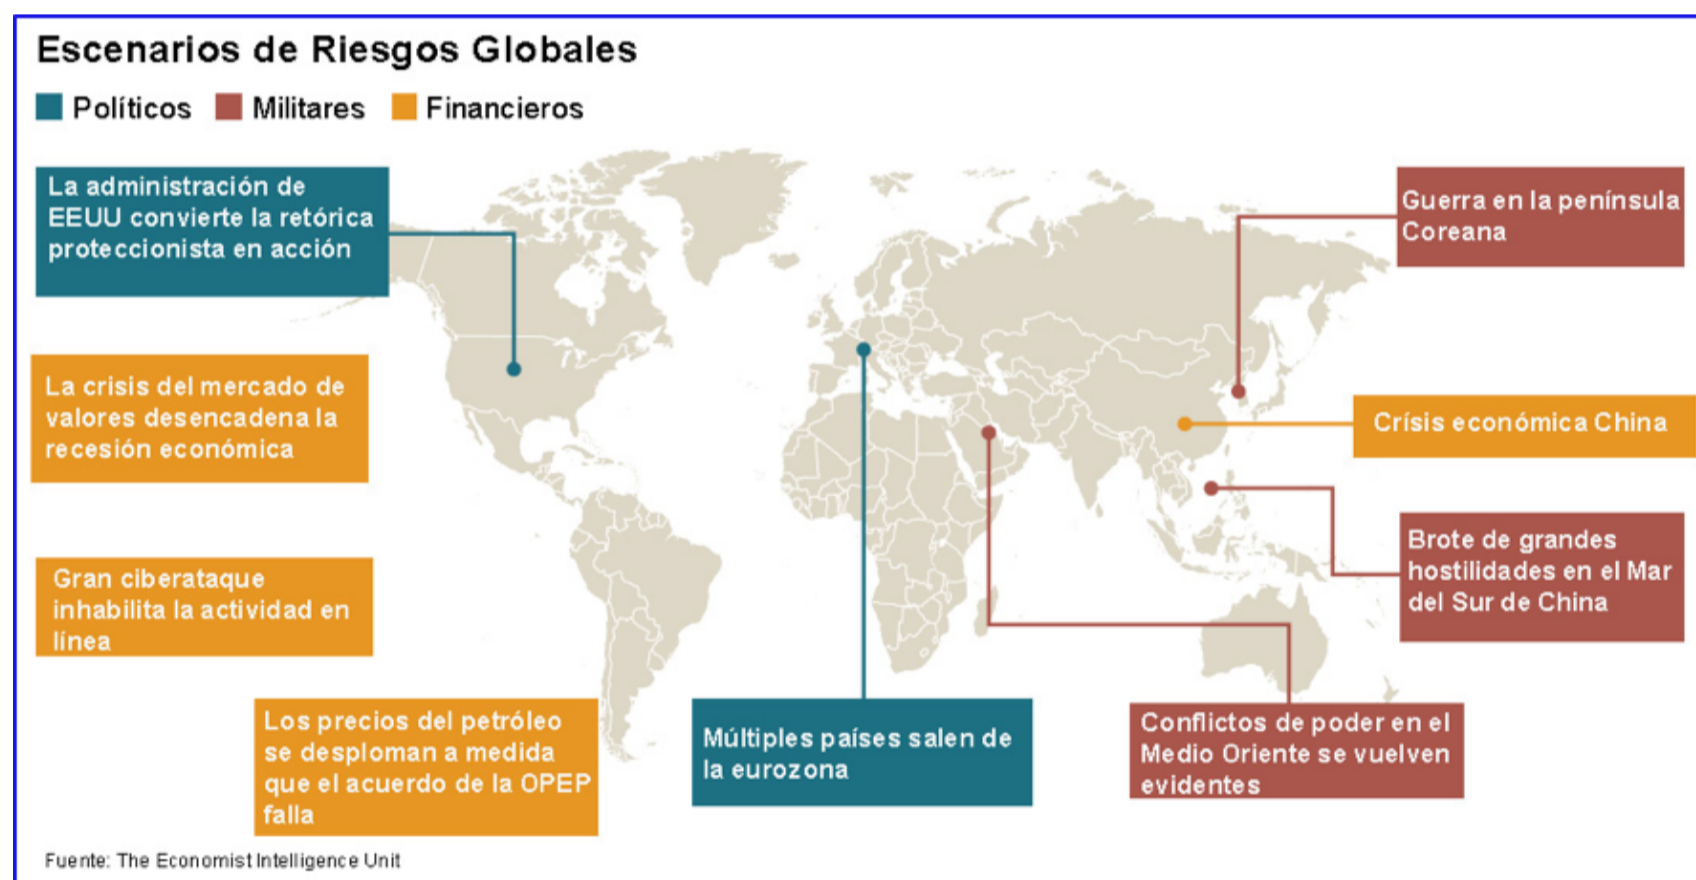 Escenarios de Riesgos Globales
Políticos
Militares
Financieros
La administración de
EEUU convierte la retórica
proteccionista en acción
Guerra en la península
Coreana
La crisis del mercado de
valores desencadena la
recesión económica
Crísis económica China
Gran ciberataque
inhabilita la actividad en
línea
Brote de grandes
hostilidades en el Mar
del Sur de China
Los precios del petróleo
se desploman a medida
que el acuerdo de la OPEP
falla
Múltiples países salen de
la eurozona
Conflictos de poder en el
Medio Oriente se vuelven
evidentes
Fuente: The Economist Intelligence Unit